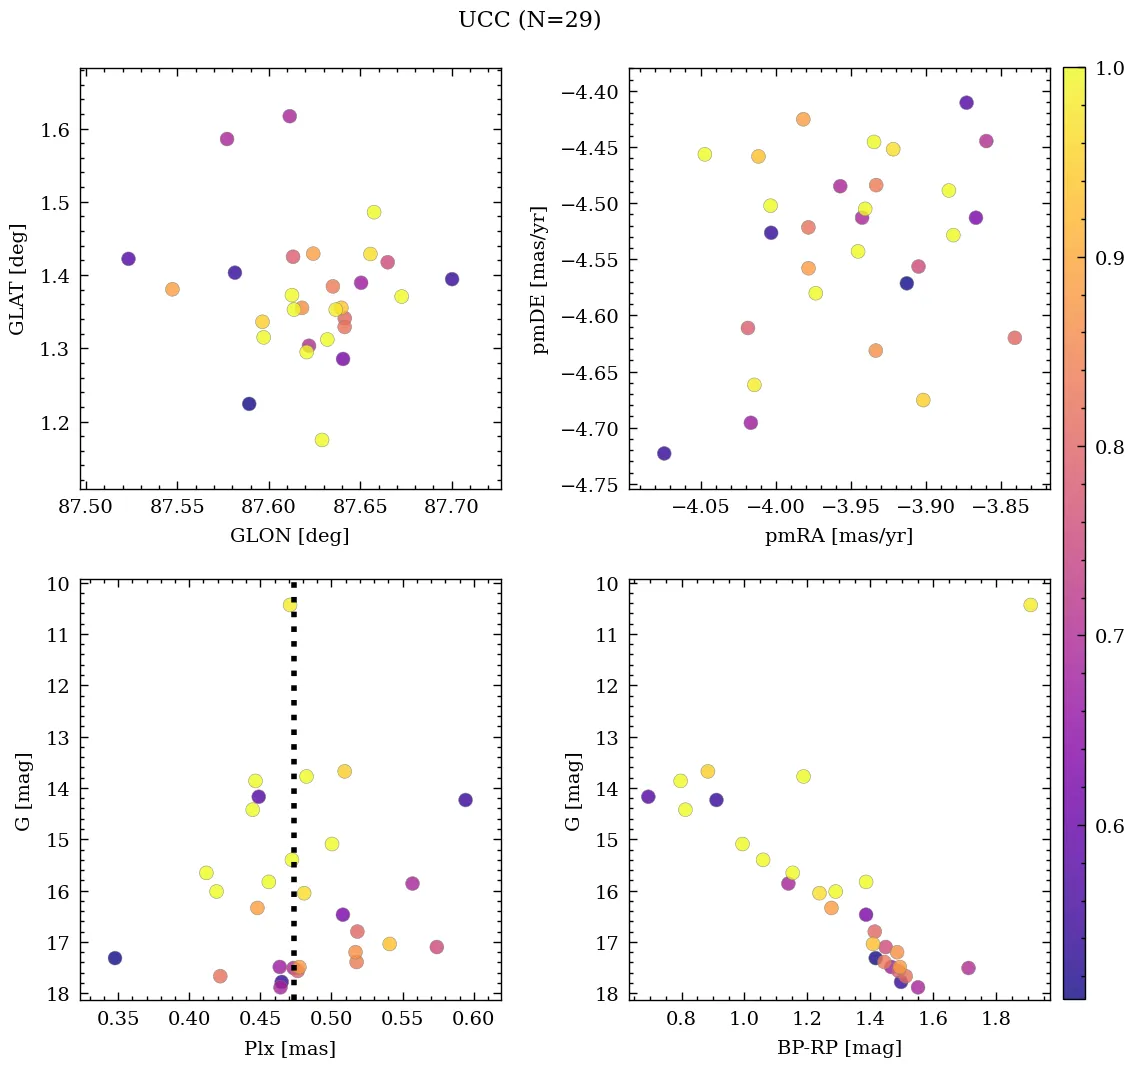 UCC (N=29)
1.6
1.5
1.4
1.3
1.2
GLAT [deg]
87.50 87.55 87.60 87.65 87.70
GLON [deg]
−4.40
−4.45
−4.50
−4.55
−4.60
−4.65
−4.70
−4.75
pmDE [mas/yr]
−4.05 −4.00 −3.95 −3.90 −3.85
pmRA [mas/yr]
10
11
12
13
14
15
16
17
18
G [mag]
0.35 0.40 0.45 0.50 0.55 0.60
Plx [mas]
10
11
12
13
14
15
16
17
18
G [mag]
0.8 1.0 1.2 1.4 1.6 1.8
BP-RP [mag]
1.0
0.9
0.8
0.7
0.6